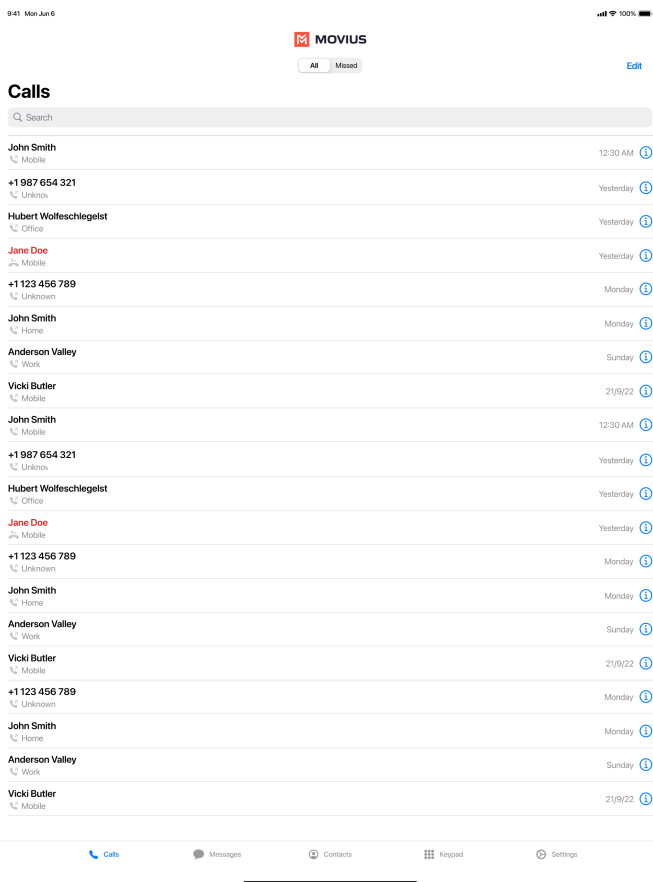 9:41 Mon Jun 6 100%
MOVIUS
All Missed Edit
Calls
Search
John Smith
Mobile 12:30 AM
+1 987 654 321
Unknov Yesterday
Hubert Wolfeschlegelst
Office Yesterday
Jane Doe
Mobile Yesterday
+1 123 456 789
Unknown Monday
John Smith
Home Monday
Anderson Valley
Work Sunday
Vicki Butler
Mobile 21/9/22
John Smith
Mobile 12:30 AM
+1 987 654 321
Unknov Yesterday
Hubert Wolfeschlegelst
Office Yesterday
Jane Doe
Mobile Yesterday
+1 123 456 789
Unknown Monday
John Smith
Home Monday
Anderson Valley
Work Sunday
Vicki Butler
Mobile 21/9/22
+1 123 456 789
Unknown Monday
John Smith
Home Monday
Anderson Valley
Work Sunday
Vicki Butler
Mobile 21/9/22
Calls Messages Contacts Keypad Settings